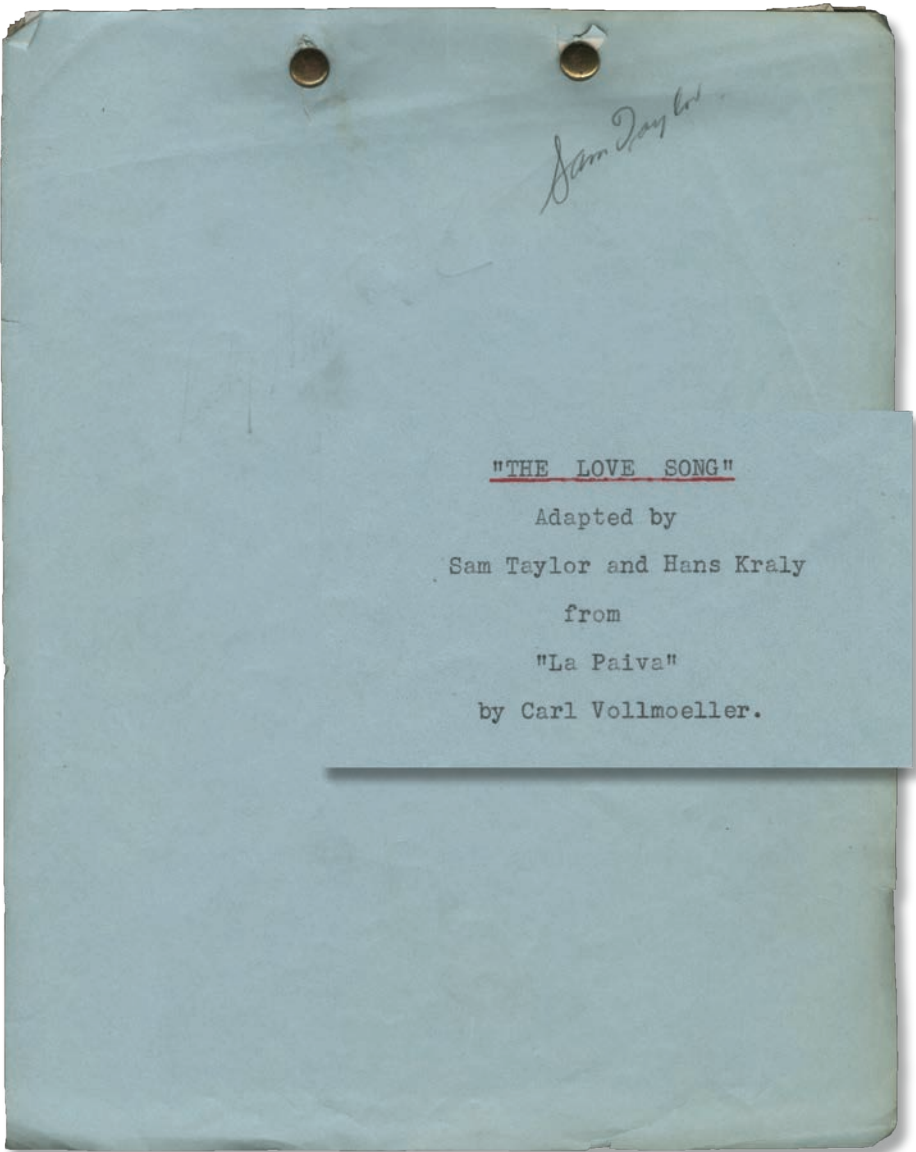 Sam Taylor
"THE LOVE SONG"
Adapted by
Sam Taylor and Hans Kraly
from
"La Paiva"
by Carl Vollmoeller.